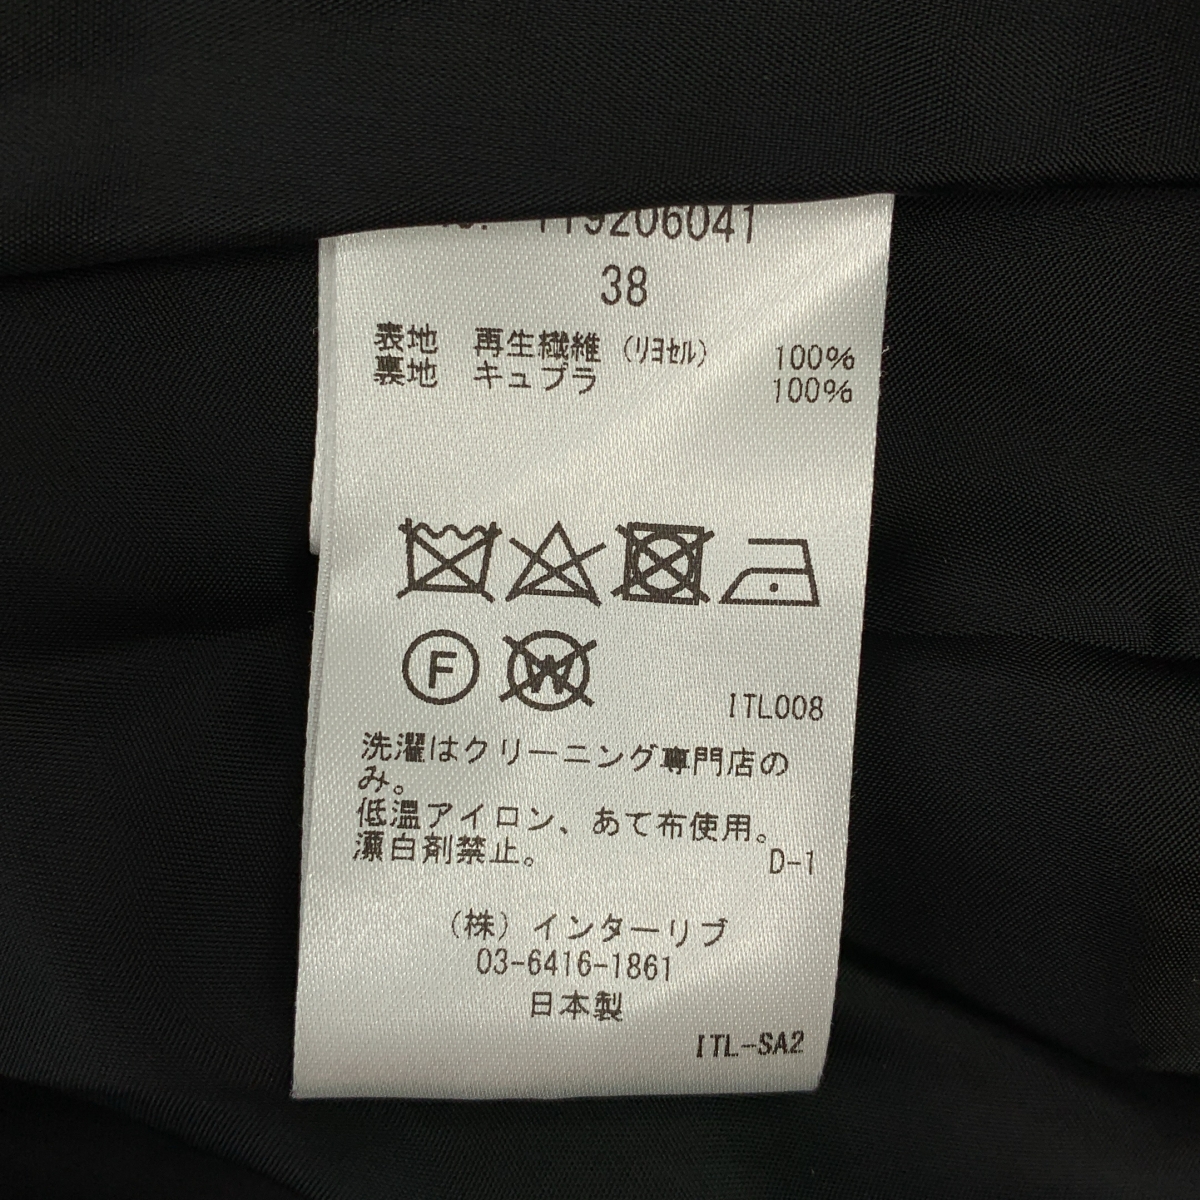 119206041
38
表地 再生繊維 (リヨセル) 100%
裏地 キュプラ 100%
F W
ITL008
洗濯はクリーニング専門店の
み。
低温アイロン、あて布使用。
漂白剤禁止。
D-1
(株) インターリブ
03-6416-1861
日本製
ITL-SA2